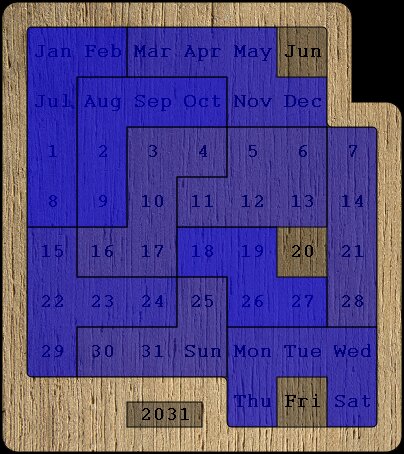 Jan Feb Mar Apr May Jun
Jul Aug Sep Oct Nov Dec
1 2 3 4 5 6 7
8 9 10 11 12 13 14
15 16 17 18 19 20 21
22 23 24 25 26 27 28
29 30 31 Sun Mon Tue Wed
Thu Fri Sat
2031